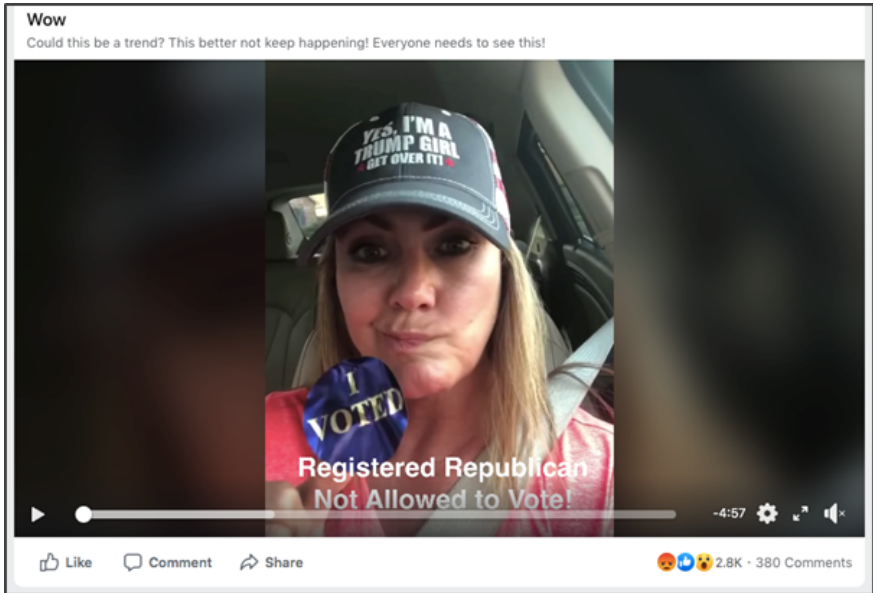 Wow
Could this be a trend? This better not keep happening! Everyone needs to see this!
YES, I'M A
TRUMP GIRL
GET OVER IT!
I
VOTED
Registered Republican
Not Allowed to Vote!
-4:57
Like Comment Share 2.8K · 380 Comments